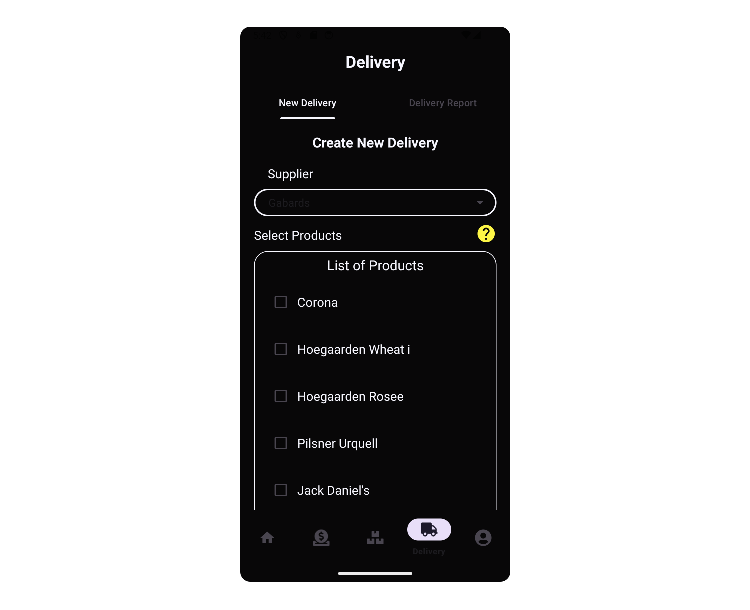 Delivery
New Delivery
Delivery Report
Create New Delivery
Supplier
Gabards
Select Products
?
List of Products
Corona
Hoegaarden Wheat i
Hoegaarden Rosee
Pilsner Urquell
Jack Daniel's
Delivery